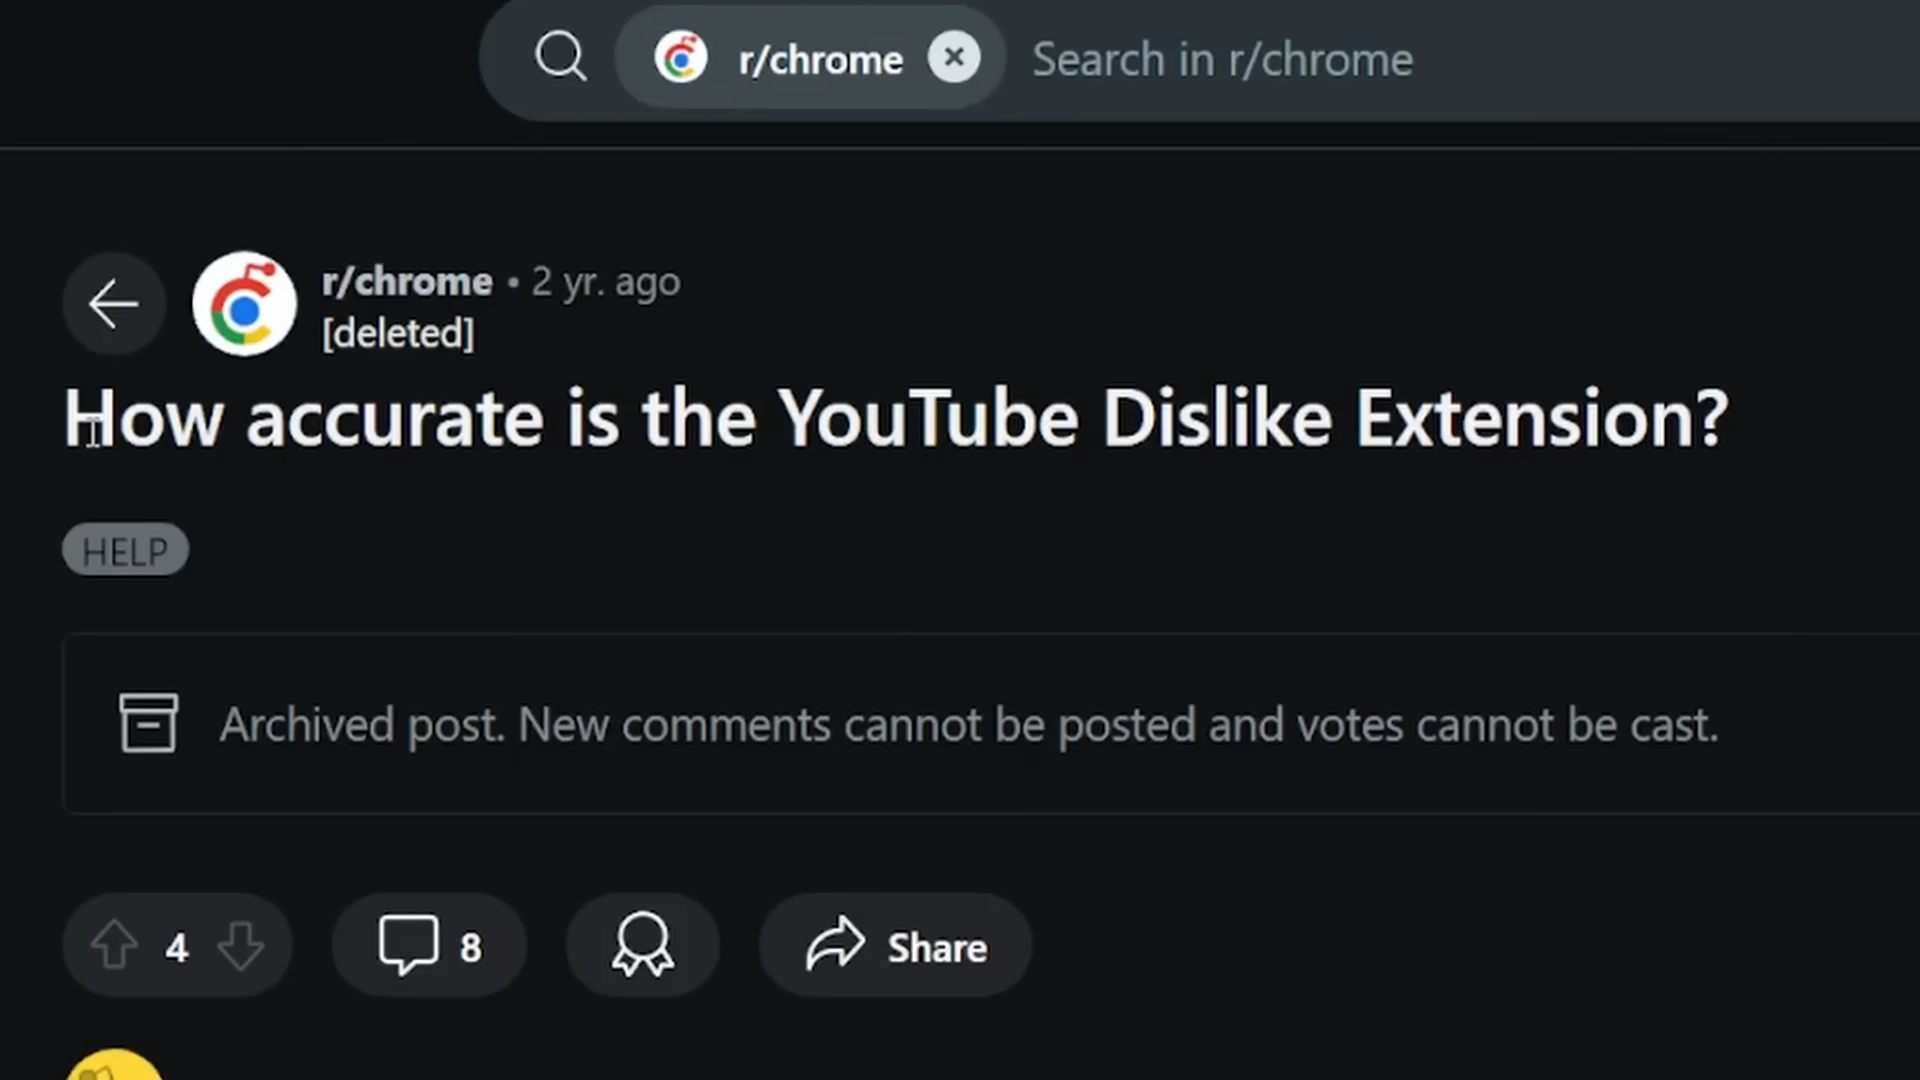 r/chrome Search in r/chrome
r/chrome • 2 yr. ago
[deleted]
How accurate is the YouTube Dislike Extension?
HELP
Archived post. New comments cannot be posted and votes cannot be cast.
4 8 Share